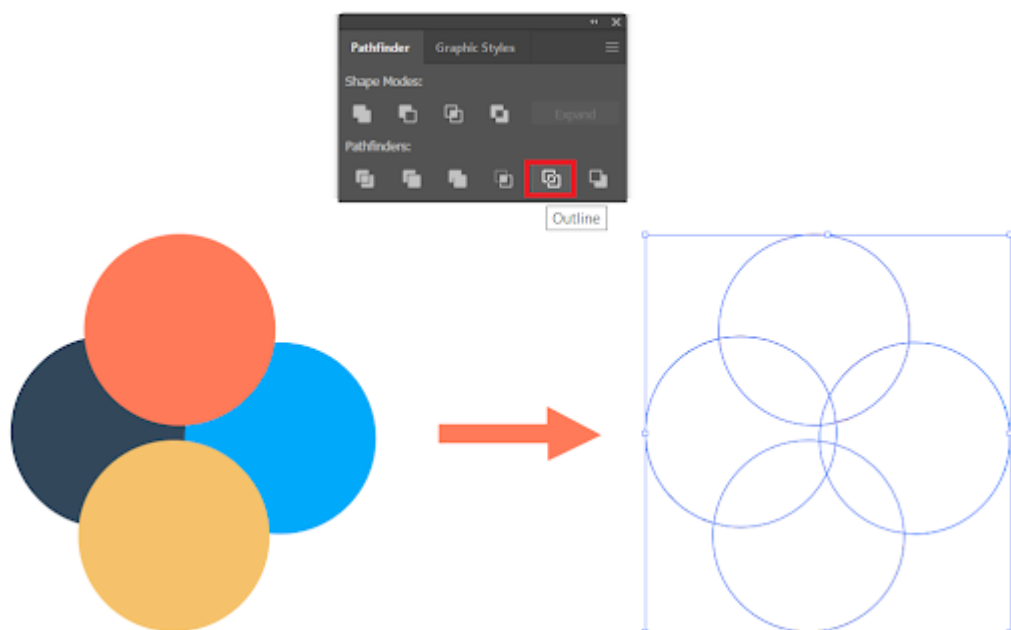 Pathfinder Graphic Styles
Shape Modes:
Expand
Pathfinders:
Outline